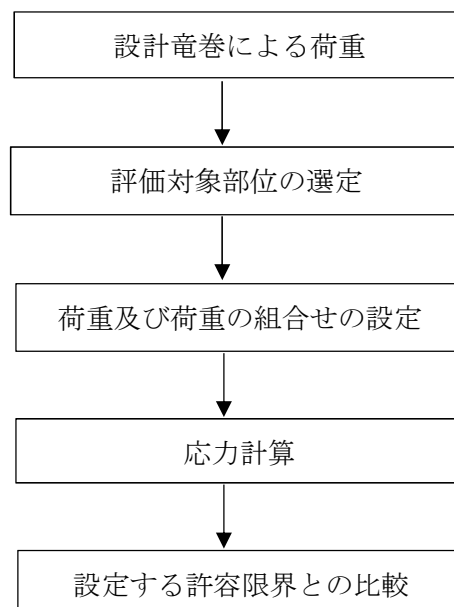 設計竜巻による荷重
評価対象部位の選定
荷重及び荷重の組合せの設定
応力計算
設定する許容限界との比較